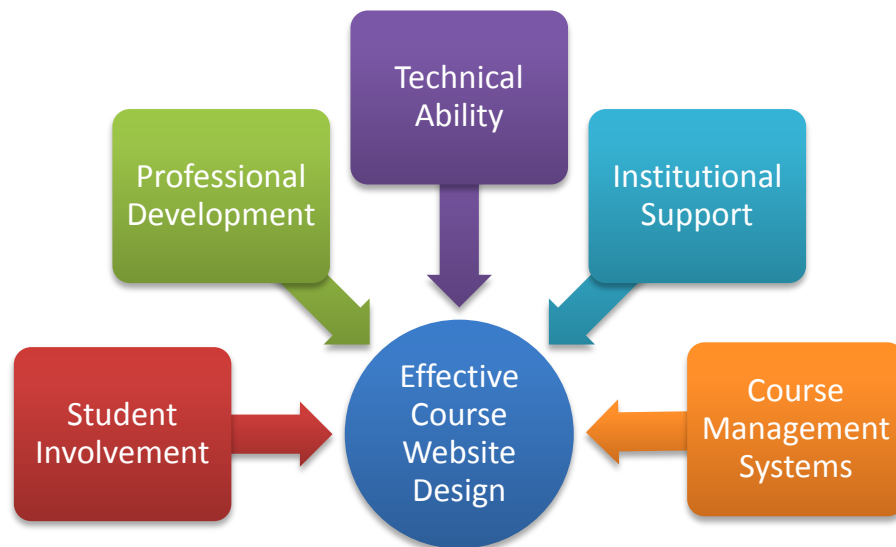 Technical
Ability
Professional
Development
Institutional
Support
Student
Involvement
Effective
Course
Website
Design
Course
Management
Systems